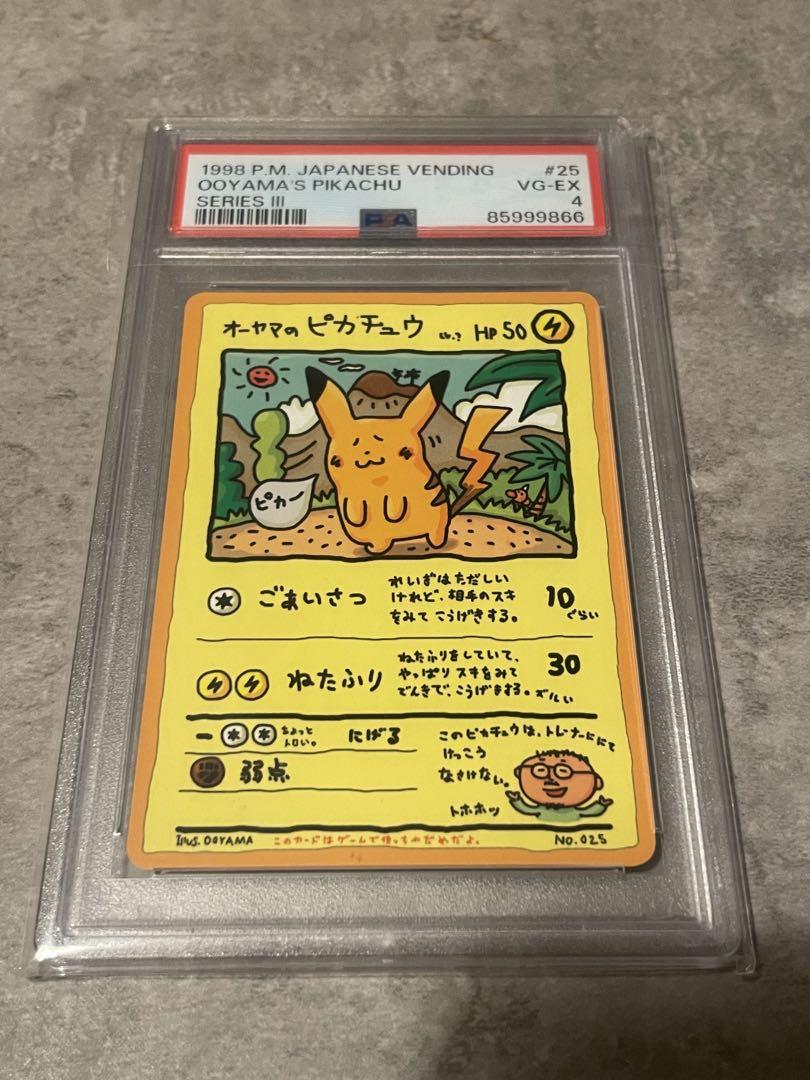 1998 P.M. JAPANESE VENDING #25
OOYAMA'S PIKACHU VG-EX
SERIES III 4
PSA 85999866
オーヤマの ピカチュウ LV.? HP 50
ピカー
ごあいさつ
れいぎはただしい
けれど、相手のスキ
をみて こうげきする。
10
ぐらい
ねたふり
ねたふりをしていて、
やっぱり スキをみて
でんきで、こうげきする。ズルい
30
ちょっと
トロい。
にげる
弱点
このピカチュウは、トレーナーににて
けっこう
なさけない。
トホホッ
Illus. OOYAMA
このカードはゲームで使っちゃだめだよ。
NO.025